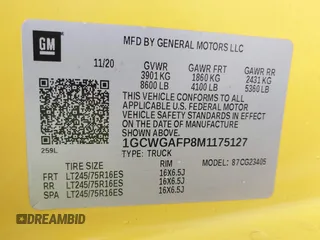 GM
MFD BY GENERAL MOTORS LLC
11/20
GVWR GAWR FRT GAWR RR
3901 KG 1860 KG 2431 KG
8600 LB 4100 LB 5360 LB
THIS VEHICLE CONFORMS TO ALL APPLICABLE U.S. FEDERAL MOTOR
VEHICLE SAFETY STANDARDS IN EFFECT ON THE DATE OF
MANUFACTURE SHOWN ABOVE.
1GCWGAFP8M1175127
TYPE: TRUCK MODEL: 87CG23405
259L
TIRE SIZE RIM
FRT LT245/75R16ES 16X6.5J
RR LT245/75R16ES 16X6.5J
SPA LT245/75R16ES 16X6.5J
DREAMBID